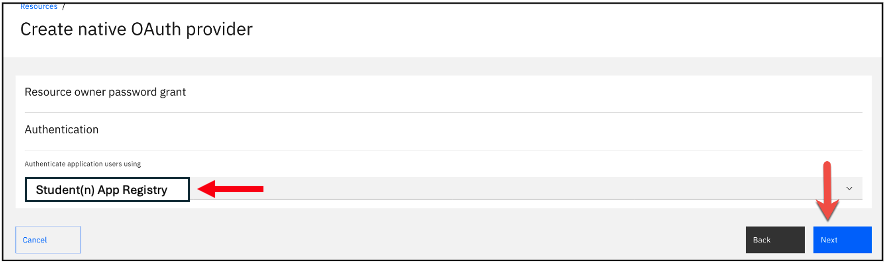 Resources /
Create native OAuth provider
Resource owner password grant
Authentication
Authenticate application users using
Student(n) App Registry
Cancel
Back
Next